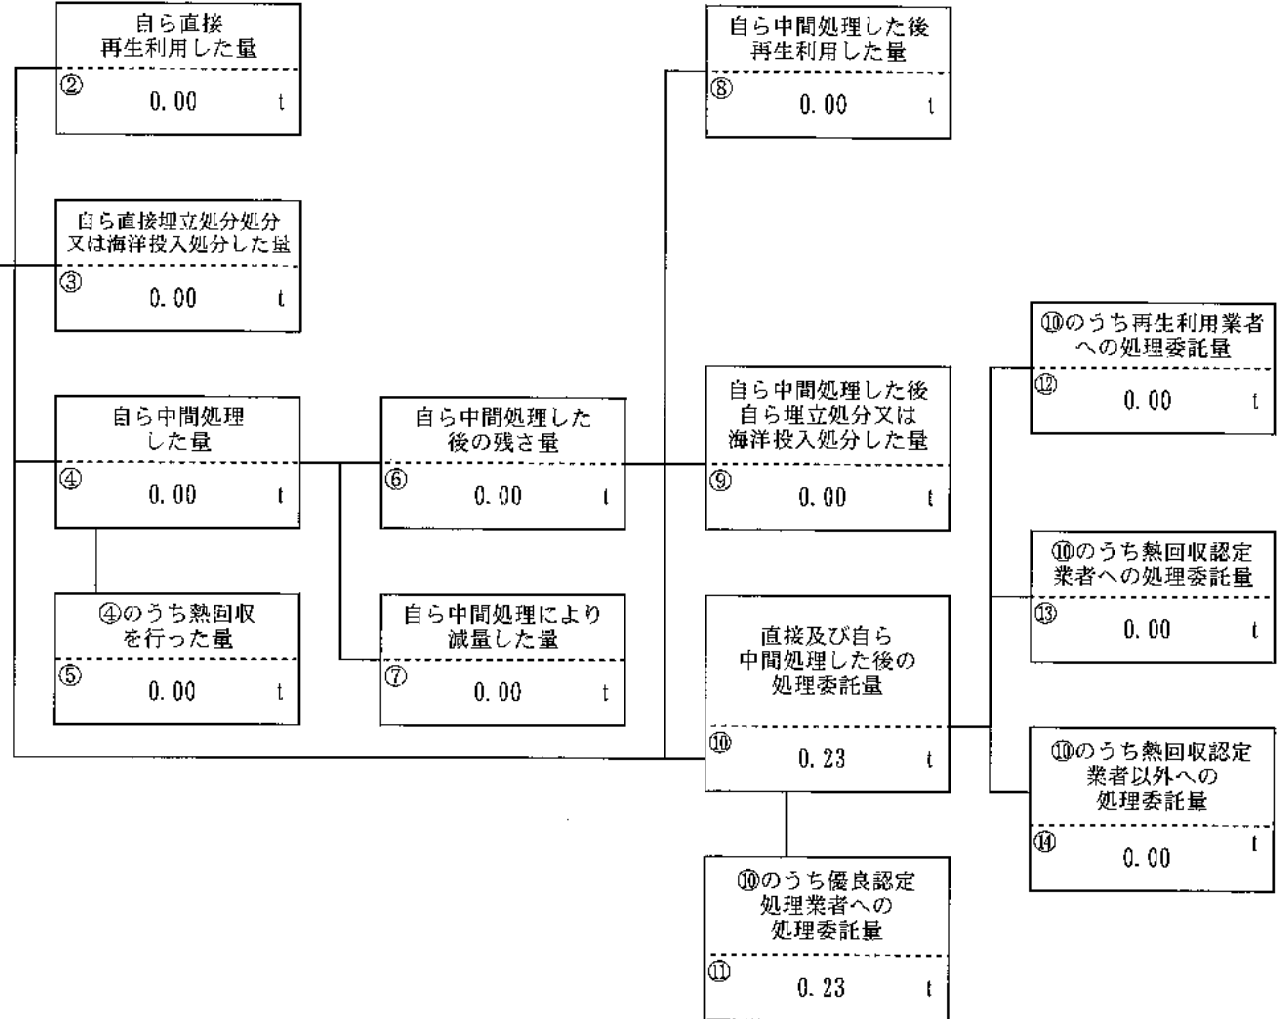 自ら直接
再生利用した量
② 0.00 t
自ら直接埋立処分処分
又は海洋投入処分した量
③ 0.00 t
自ら中間処理
した量
④ 0.00 t
④のうち熱回収
を行った量
⑤ 0.00 t
自ら中間処理した
後の残さ量
⑥ 0.00 t
自ら中間処理により
減量した量
⑦ 0.00 t
自ら中間処理した後
再生利用した量
⑧ 0.00 t
自ら中間処理した後
自ら埋立処分又は
海洋投入処分した量
⑨ 0.00 t
直接及び自ら
中間処理した後の
処理委託量
⑩ 0.23 t
⑩のうち優良認定
処理業者への
処理委託量
⑪ 0.23 t
⑩のうち再生利用業者
への処理委託量
⑫ 0.00 t
⑩のうち熱回収認定
業者への処理委託量
⑬ 0.00 t
⑩のうち熱回収認定
業者以外への
処理委託量
⑭ 0.00 t